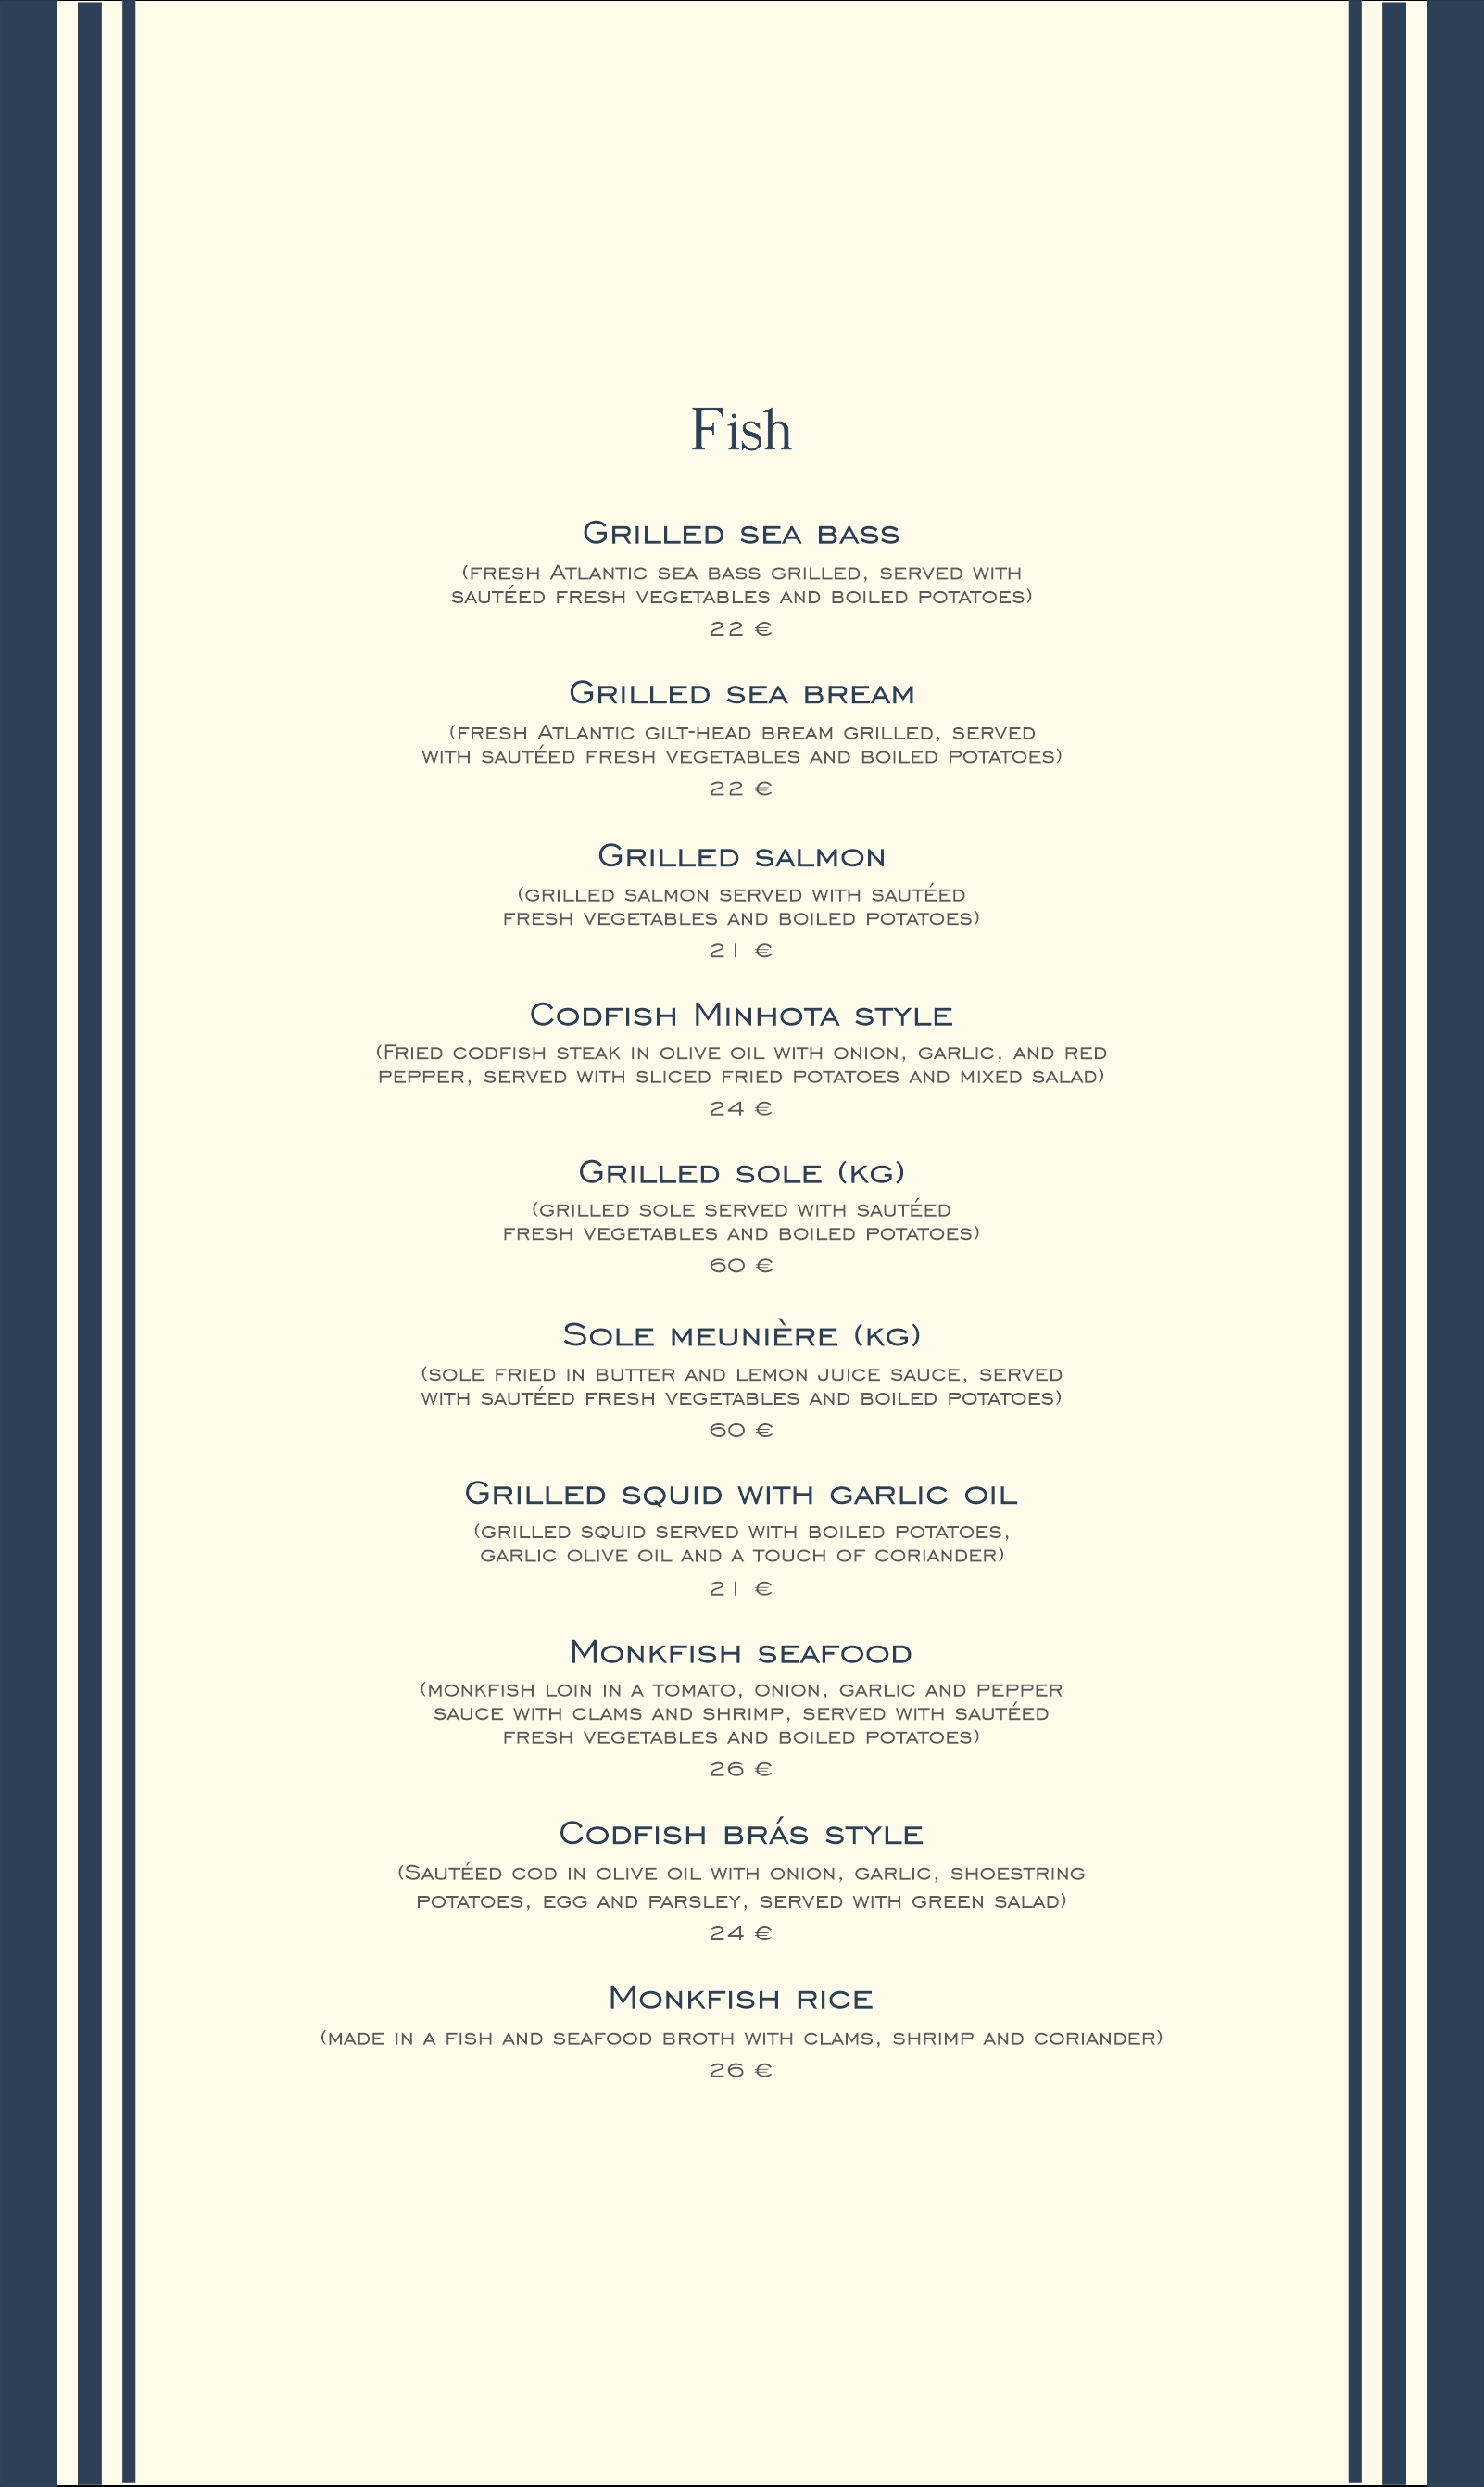 Fish
Grilled sea bass
(fresh Atlantic sea bass grilled, served with
sautéed fresh vegetables and boiled potatoes)
22 €
Grilled sea bream
(fresh Atlantic gilt-head bream grilled, served
with sautéed fresh vegetables and boiled potatoes)
22 €
Grilled salmon
(grilled salmon served with sautéed
fresh vegetables and boiled potatoes)
21 €
Codfish Minhota style
(Fried codfish steak in olive oil with onion, garlic, and red
pepper, served with sliced fried potatoes and mixed salad)
24 €
Grilled sole (kg)
(grilled sole served with sautéed
fresh vegetables and boiled potatoes)
60 €
Sole meunière (kg)
(sole fried in butter and lemon juice sauce, served
with sautéed fresh vegetables and boiled potatoes)
60 €
Grilled squid with garlic oil
(grilled squid served with boiled potatoes,
garlic olive oil and a touch of coriander)
21 €
Monkfish seafood
(monkfish loin in a tomato, onion, garlic and pepper
sauce with clams and shrimp, served with sautéed
fresh vegetables and boiled potatoes)
26 €
Codfish brás style
(Sautéed cod in olive oil with onion, garlic, shoestring
potatoes, egg and parsley, served with green salad)
24 €
Monkfish rice
(made in a fish and seafood broth with clams, shrimp and coriander)
26 €